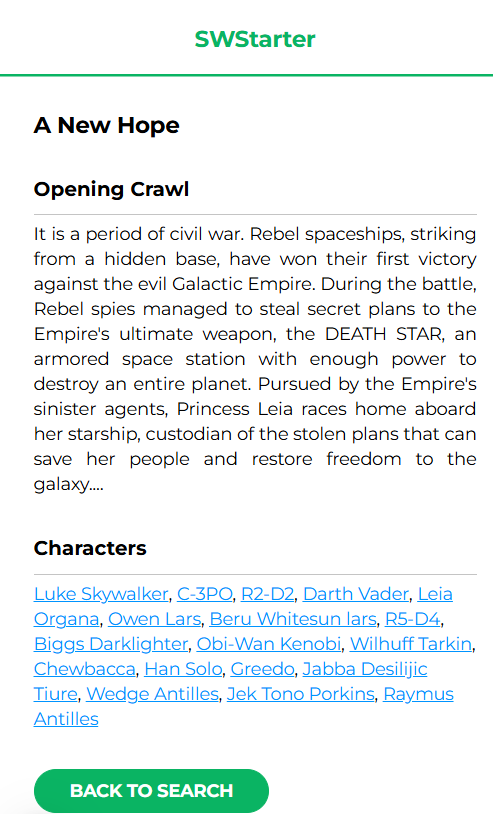 SWStarter
A New Hope
Opening Crawl
It is a period of civil war. Rebel spaceships, striking
from a hidden base, have won their first victory
against the evil Galactic Empire. During the battle,
Rebel spies managed to steal secret plans to the
Empire's ultimate weapon, the DEATH STAR, an
armored space station with enough power to
destroy an entire planet. Pursued by the Empire's
sinister agents, Princess Leia races home aboard
her starship, custodian of the stolen plans that can
save her people and restore freedom to the
galaxy....
Characters
Luke Skywalker, C-3PO, R2-D2, Darth Vader, Leia
Organa, Owen Lars, Beru Whitesun lars, R5-D4,
Biggs Darklighter, Obi-Wan Kenobi, Wilhuff Tarkin,
Chewbacca, Han Solo, Greedo, Jabba Desilijic
Tiure, Wedge Antilles, Jek Tono Porkins, Raymus
Antilles
BACK TO SEARCH